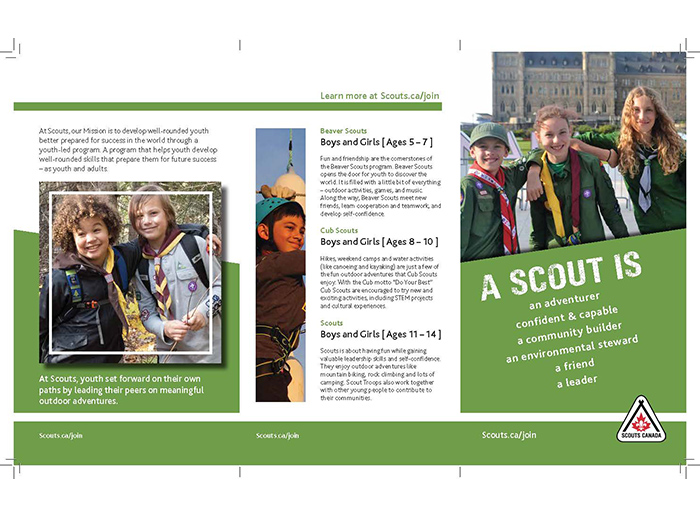 Learn more at Scouts.ca/join
At Scouts, our Mission is to develop well-rounded youth
better prepared for success in the world through a
youth-led program. A program that helps youth develop
well-rounded skills that prepare them for future success
– as youth and adults.
At Scouts, youth set forward on their own
paths by leading their peers on meaningful
outdoor adventures.
Scouts.ca/join
Beaver Scouts
Boys and Girls [ Ages 5 – 7 ]
Fun and friendship are the cornerstones of
the Beaver Scouts program. Beaver Scouts
opens the door for youth to discover the
world. It is filled with a little bit of everything
– outdoor activities, games, and music.
Along the way, Beaver Scouts meet new
friends, learn cooperation and teamwork, and
develop self-confidence.
Cub Scouts
Boys and Girls [ Ages 8 – 10 ]
Hikes, weekend camps and water activities
(like canoeing and kayaking) are just a few of
the fun outdoor adventures that Cub Scouts
enjoy. With the Cub motto "Do Your Best"
Cub Scouts are encouraged to try new and
exciting activities, including STEM projects
and cultural experiences.
Scouts
Boys and Girls [ Ages 11 – 14 ]
Scouts is about having fun while gaining
valuable leadership skills and self-confidence.
They enjoy outdoor adventures like
mountain biking, rock climbing and lots of
camping. Scout Troops also work together
with other young people to contribute to
their communities.
Scouts.ca/join
A SCOUT IS
an adventurer
confident & capable
a community builder
an environmental steward
a friend
a leader
Scouts.ca/join
SCOUTS CANADA